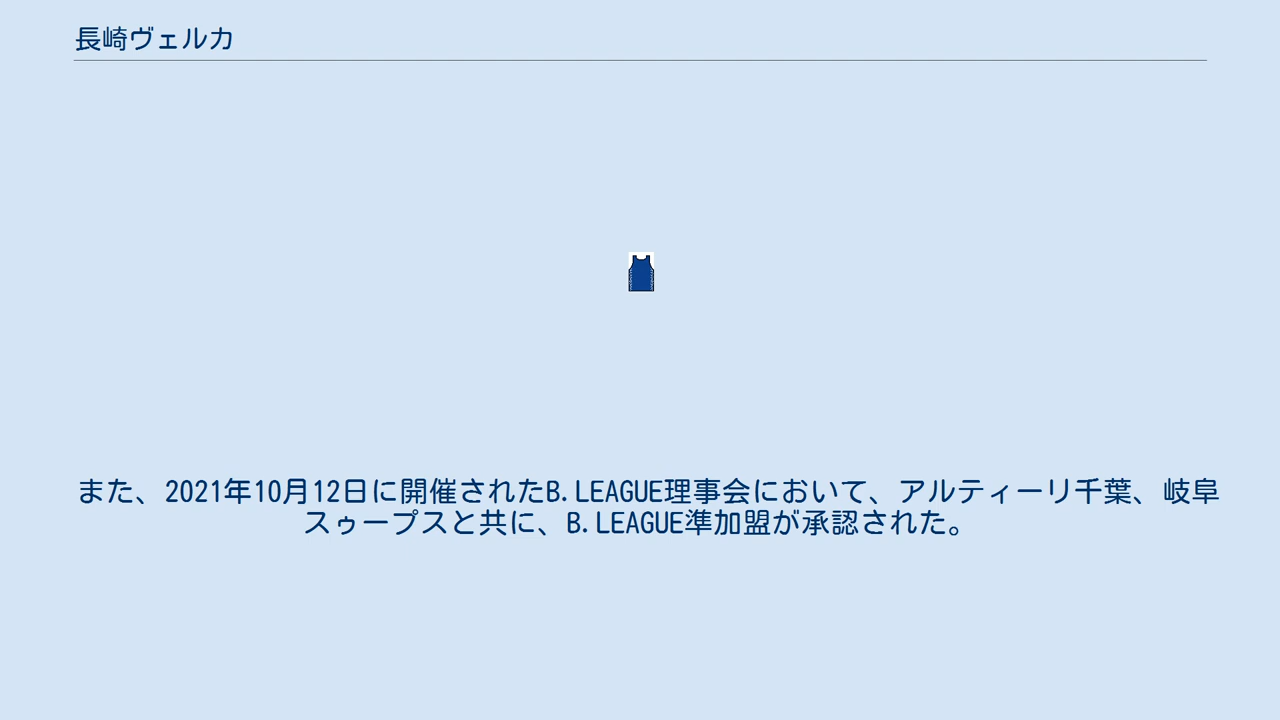 長崎ヴェルカ
また、2021年10月12日に開催されたB.LEAGUE理事会において、アルティーリ千葉、岐阜
スゥープスと共に、B.LEAGUE準加盟が承認された。